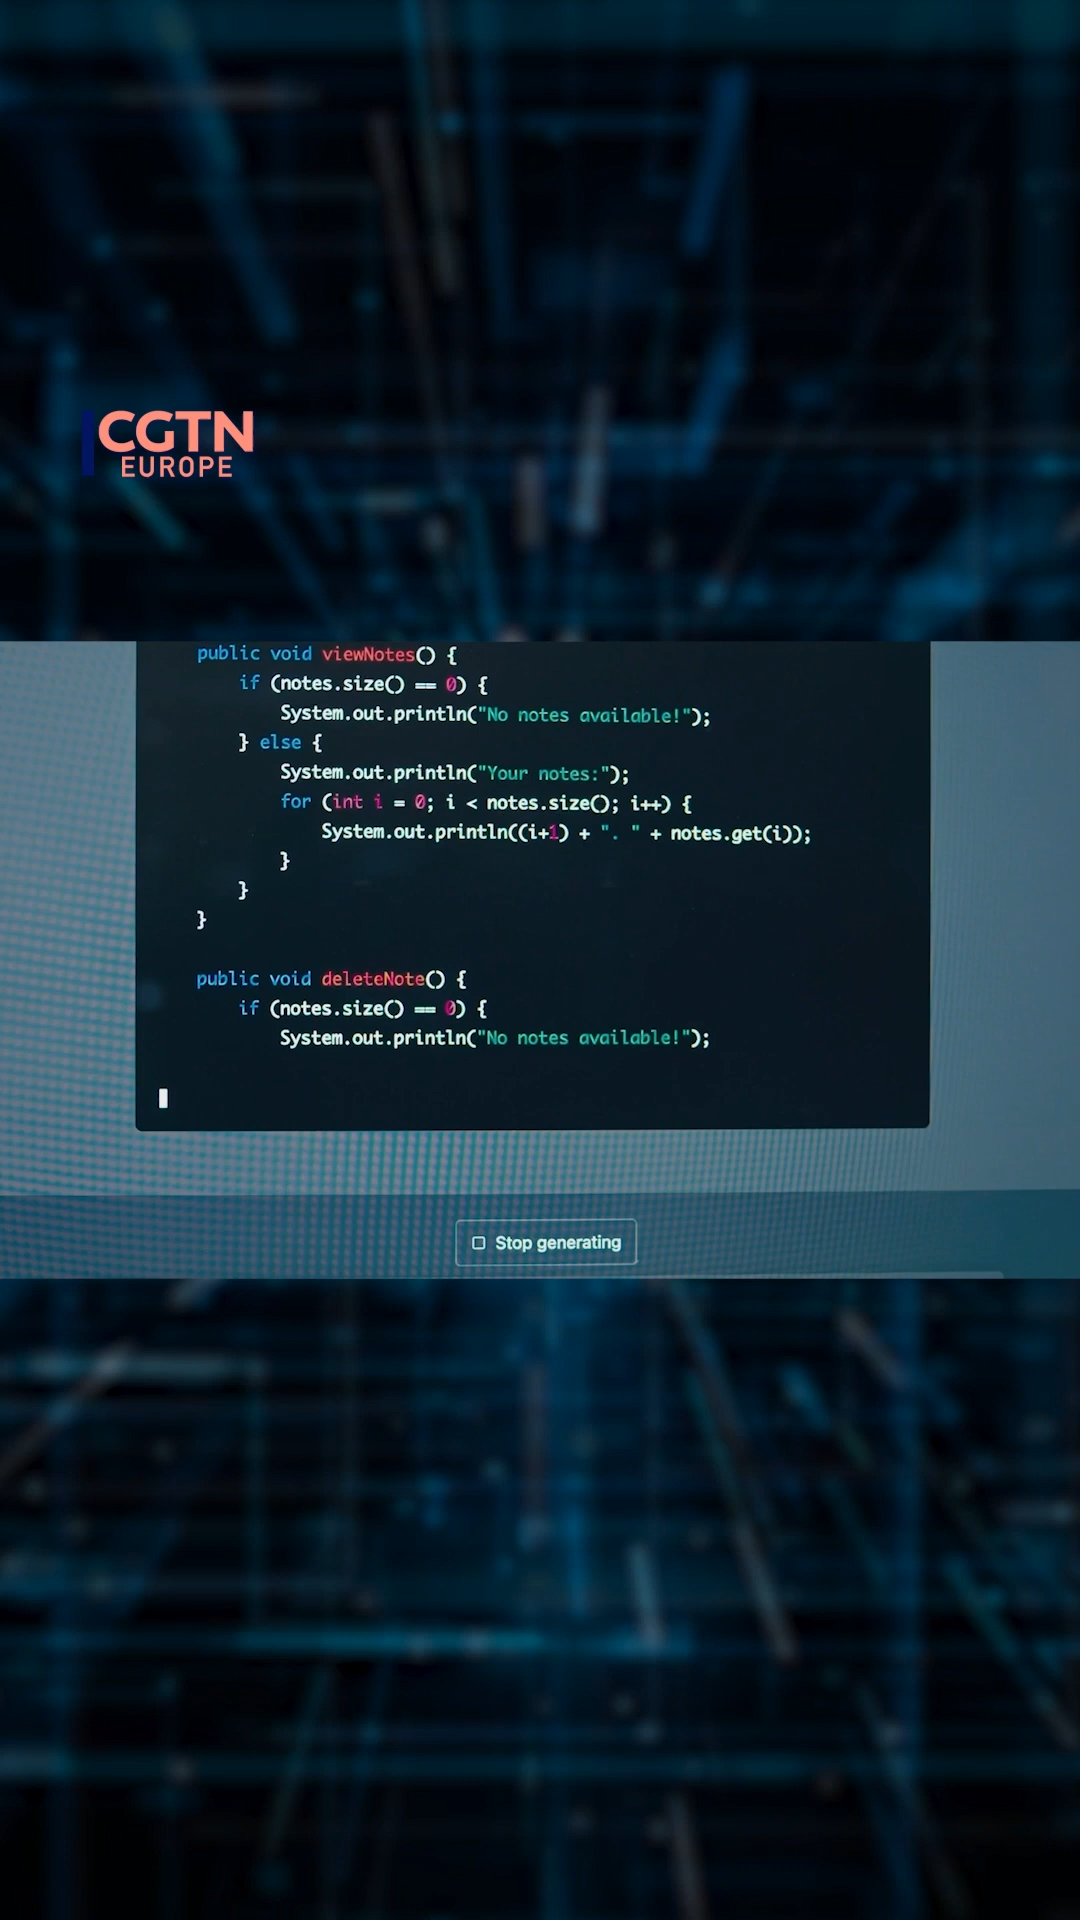 CGTN
EUROPE
public void viewNotes() {
if (notes.size() == 0) {
System.out.println("No notes available!");
} else {
System.out.println("Your notes:");
for (int i = 0; i < notes.size(); i++) {
System.out.println((i+1) + ". " + notes.get(i));
}
}
}
public void deleteNote() {
if (notes.size() == 0) {
System.out.println("No notes available!");
Stop generating